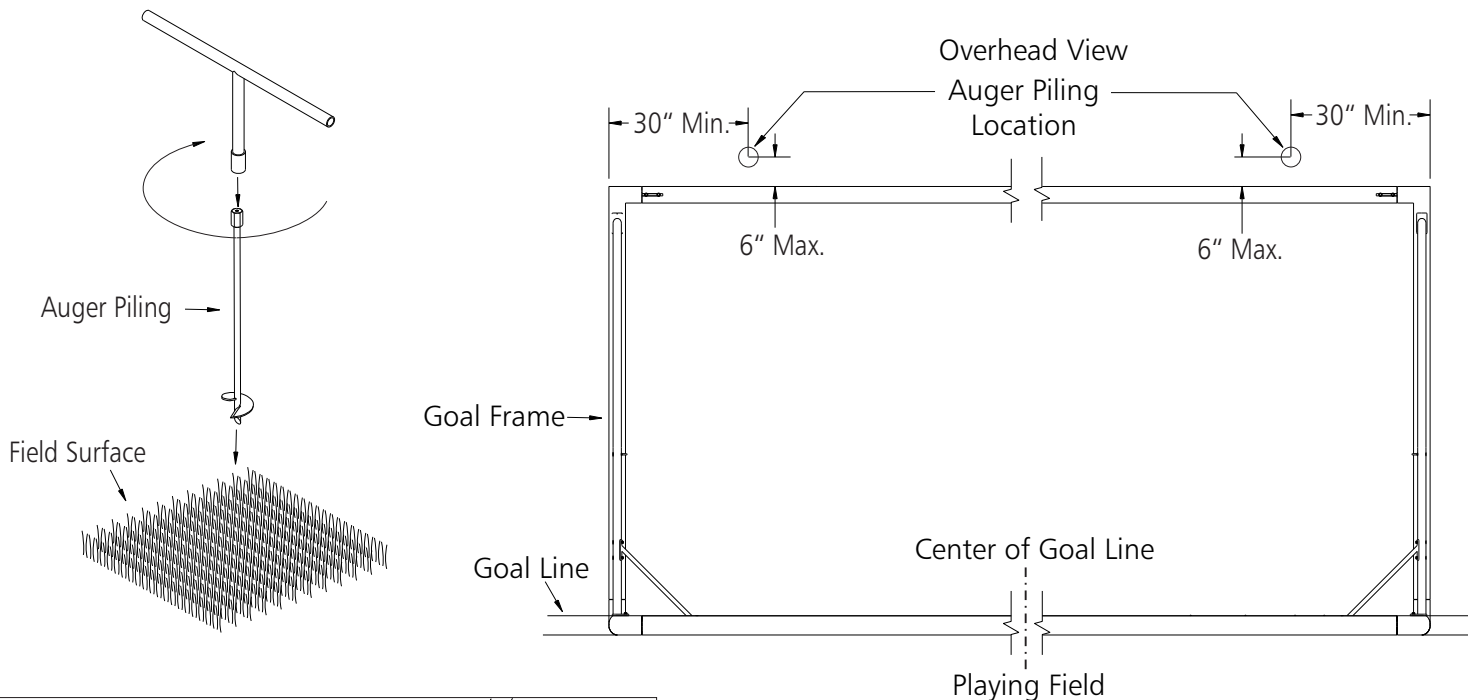 Overhead View
Auger Piling
Location
30“ Min.
30“ Min.
6“ Max.
6“ Max.
Auger Piling
Goal Frame
Field Surface
Goal Line
Center of Goal Line
Playing Field